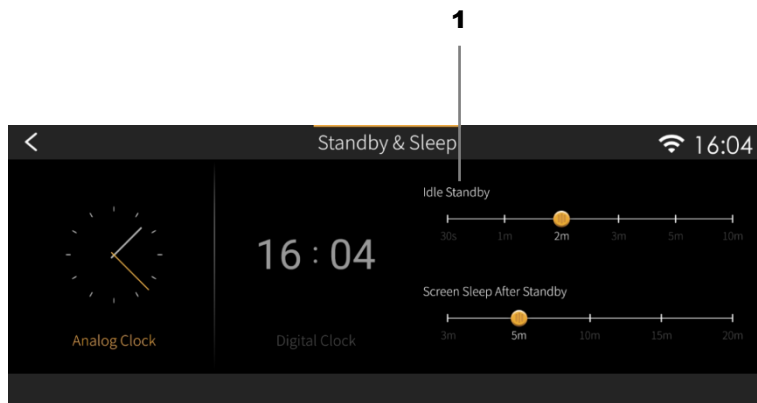 1
Standby & Sleep
16:04
Idle Standby
30s 1m 2m 3m 5m 10m
16 : 04
Screen Sleep After Standby
3m 5m 10m 15m 20m
Analog Clock
Digital Clock